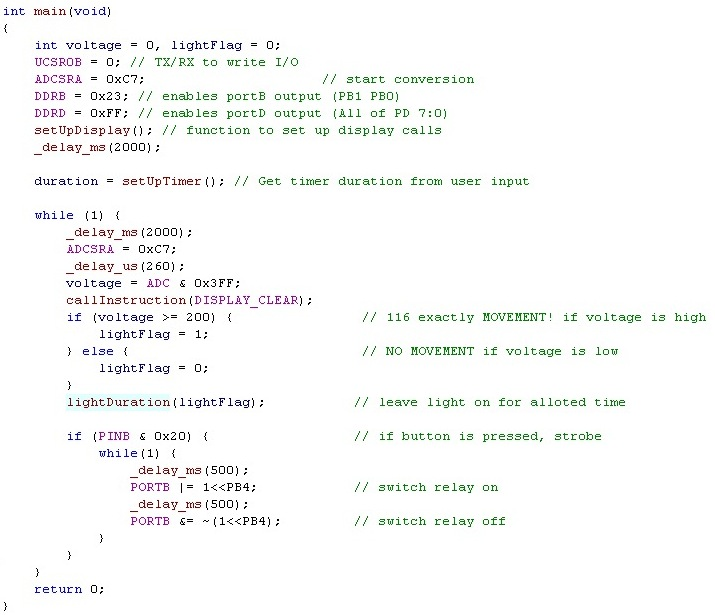 int main(void)
{
    int voltage = 0, lightFlag = 0;
    UCSR0B = 0; // TX/RX to write I/O
    ADCSRA = 0xC7;                      // start conversion
    DDRB = 0x23; // enables portB output (PB1 PB0)
    DDRD = 0xFF; // enables portD output (All of PD 7:0)
    setUpDisplay(); // function to set up display calls
    _delay_ms(2000);

    duration = setUpTimer(); // Get timer duration from user input

    while (1) {
        _delay_ms(2000);
        ADCSRA = 0xC7;
        _delay_us(260);
        voltage = ADC & 0x3FF;
        callInstruction(DISPLAY_CLEAR);
        if (voltage >= 200) {                // 116 exactly MOVEMENT! if voltage is high
            lightFlag = 1;
        } else {                             // NO MOVEMENT if voltage is low
            lightFlag = 0;
        }
        lightDuration(lightFlag);           // leave light on for alloted time

        if (PINB & 0x20) {                  // if button is pressed, strobe
            while(1) {
                _delay_ms(500);
                PORTB |= 1<<PB4;            // switch relay on
                _delay_ms(500);
                PORTB &= ~(1<<PB4);         // switch relay off
            }
        }
    }
    return 0;
}